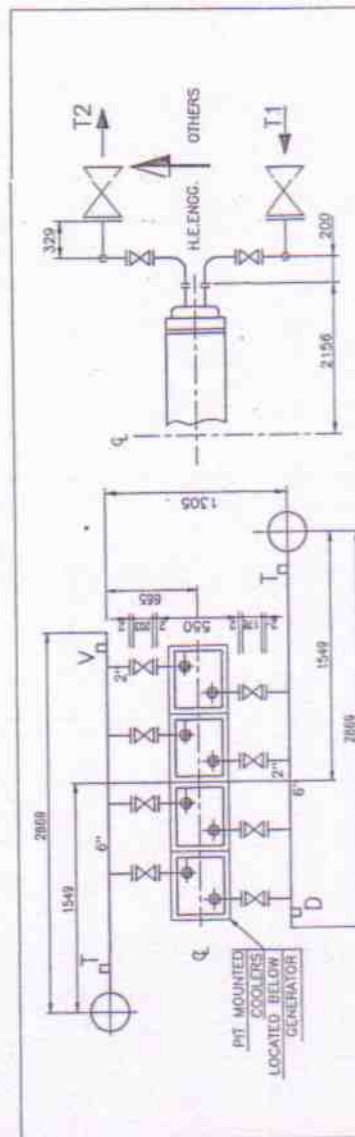 T2
OTHERS
H.E.ENGG.
T1
329
200
2156
₵
1305
665
550
2869
1549
T
V
2"
6"
2"
6"
T
D
1549
2869
₵
PIT MOUNTED
COOLERS
LOCATED BELOW
GENERATOR